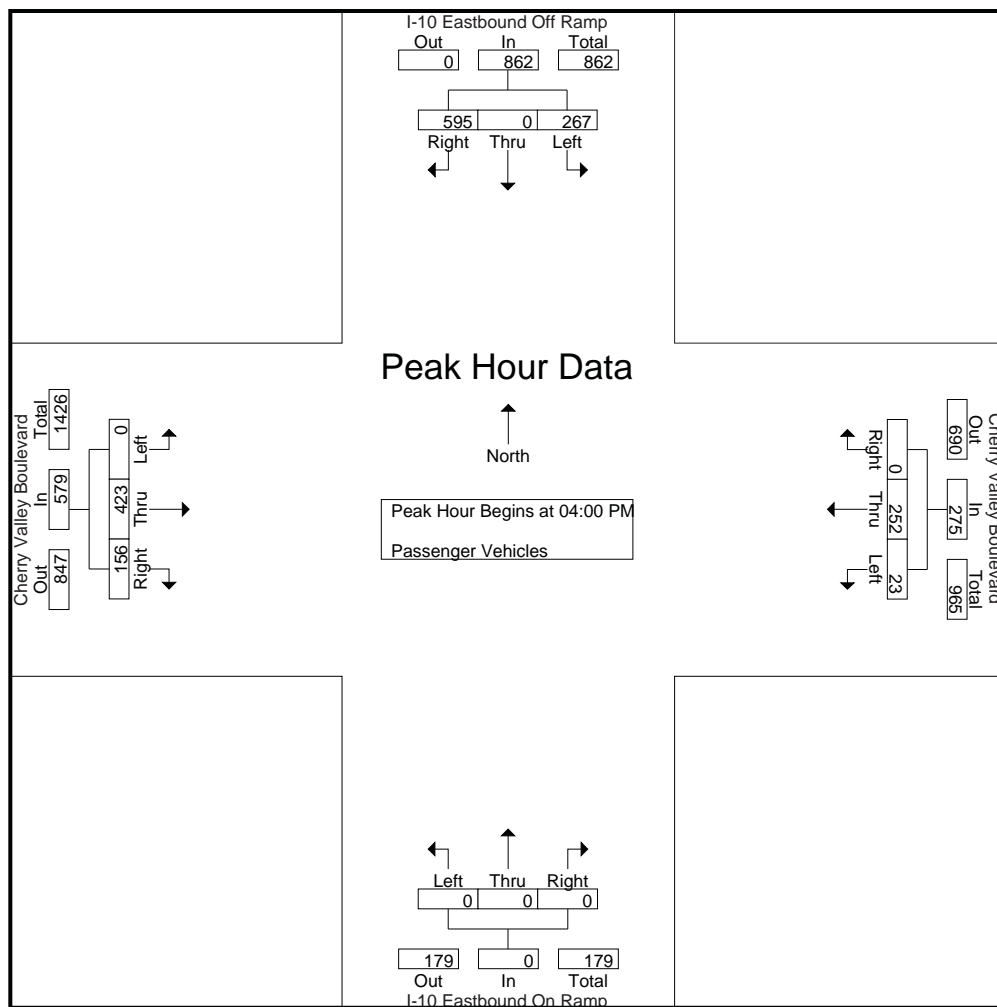 I-10 Eastbound Off Ramp
Out In Total
0 862 862
595 0 267
Right Thru Left
Peak Hour Data
North
Peak Hour Begins at 04:00 PM
Passenger Vehicles
Cherry Valley Boulevard
Total In Out
1426 579 847
0 423 156
Left Thru Right
Right Thru Left
0 252 23
690 275 965
Out In Total
Cherry Valley Boulevard
Left Thru Right
0 0 0
179 0 179
Out In Total
I-10 Eastbound On Ramp